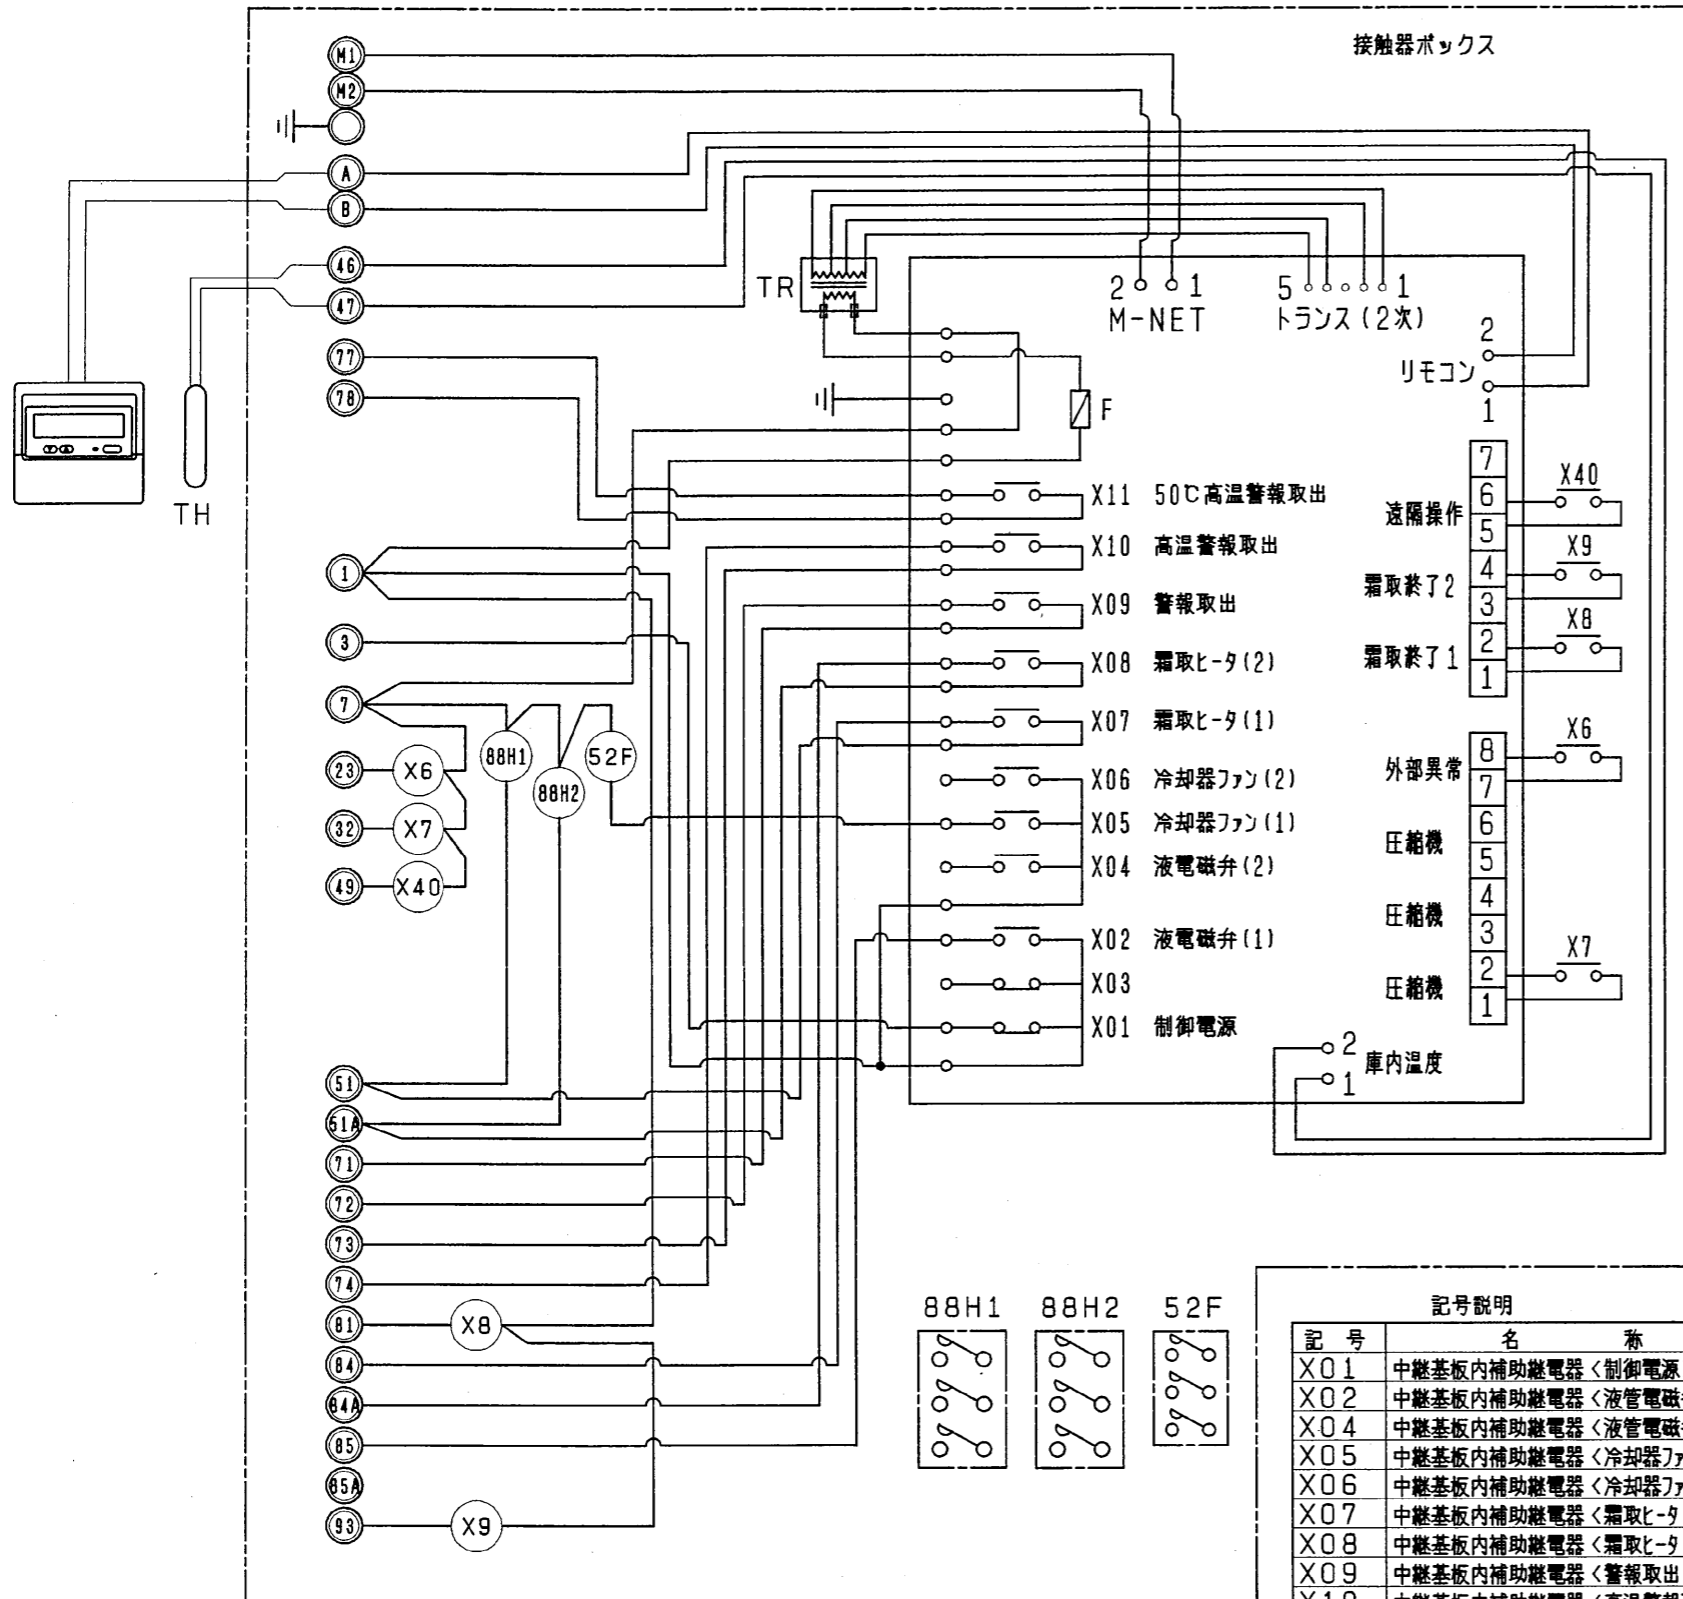 接触器ボックス
M1
M2
A
B
46
47
77
78
TH
TR
2 1
M-NET
5 1
トランス(2次)
2
リモコン
1
F
X11 50℃高温警報取出
X10 高温警報取出
X09 警報取出
X08 霜取ヒータ(2)
X07 霜取ヒータ(1)
X06 冷却器ファン(2)
X05 冷却器ファン(1)
X04 液電磁弁(2)
X02 液電磁弁(1)
X03
X01 制御電源
7
6
5
4
3
2
1
遠隔操作
霜取終了2
霜取終了1
X40
X9
X8
8
7
6
5
4
3
2
1
外部異常
圧縮機
圧縮機
圧縮機
X6
X7
2
1
庫内温度
1
3
7
23
X6
32
X7
49
X40
88H1
88H2
52F
51
51A
71
72
73
74
81
X8
84
84A
85
85A
93
X9
88H1
88H2
52F
記号説明
記 号 名 称
X01 中継基板内補助継電器<制御電源
X02 中継基板内補助継電器<液管電磁
X04 中継基板内補助継電器<液管電磁
X05 中継基板内補助継電器<冷却器フ
X06 中継基板内補助継電器<冷却器フ
X07 中継基板内補助継電器<霜取ヒータ
X08 中継基板内補助継電器<霜取ヒータ
X09 中継基板内補助継電器<警報取出